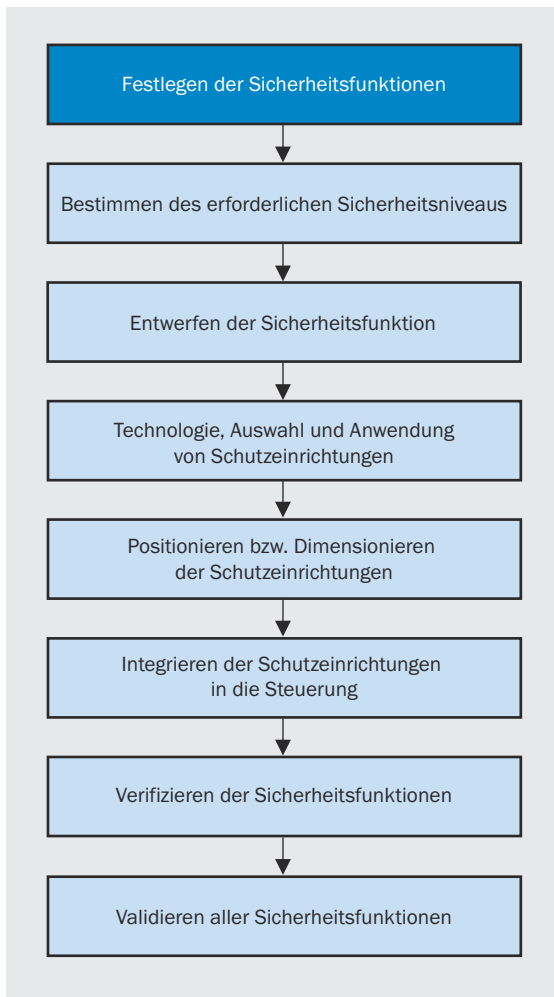 Festlegen der Sicherheitsfunktionen
Bestimmen des erforderlichen Sicherheitsniveaus
Entwerfen der Sicherheitsfunktion
Technologie, Auswahl und Anwendung
von Schutzeinrichtungen
Positionieren bzw. Dimensionieren
der Schutzeinrichtungen
Integrieren der Schutzeinrichtungen
in die Steuerung
Verifizieren der Sicherheitsfunktionen
Validieren aller Sicherheitsfunktionen